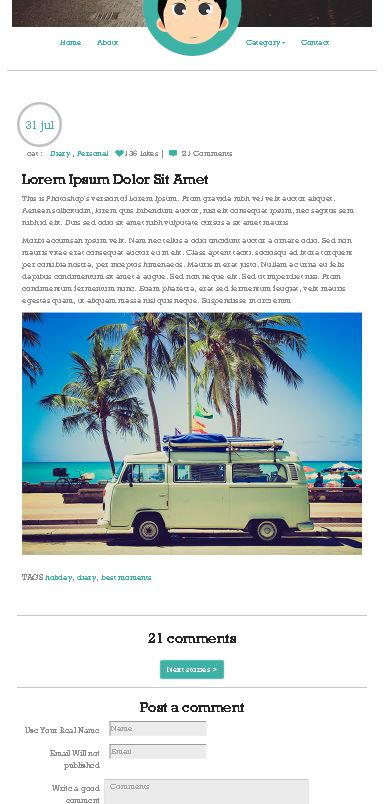 Home About Category Contact
31 jul
cat : Diary , Personal 136 likes | 21 Comments
Lorem Ipsum Dolor Sit Amet
This is Photoshop's version of Lorem Ipsum. Proin gravida nibh vel velit auctor aliquet.
Aenean sollicitudin, lorem quis bibendum auctor, nisi elit consequat ipsum, nec sagittis sem
nibh id elit. Duis sed odio sit amet nibh vulputate cursus a sit amet mauris
Morbi accumsan ipsum velit. Nam nec tellus a odio tincidunt auctor a ornare odio. Sed non
mauris vitae erat consequat auctor eu in elit. Class aptent taciti sociosqu ad litora torquent
per conubia nostra, per inceptos himenaeos. Mauris in erat justo. Nullam ac urna eu felis
dapibus condimentum sit amet a augue. Sed non neque elit. Sed ut imperdiet nisi. Proin
condimentum fermentum nunc. Etiam pharetra, erat sed fermentum feugiat, velit mauris
egestas quam, ut aliquam massa nisl quis neque. Suspendisse in orci enim
TAGS holiday, diary, best moments
21 comments
Next stories >
Post a comment
Use Your Real Name Name
Email Will not Email
published
Write a good Comments
comment